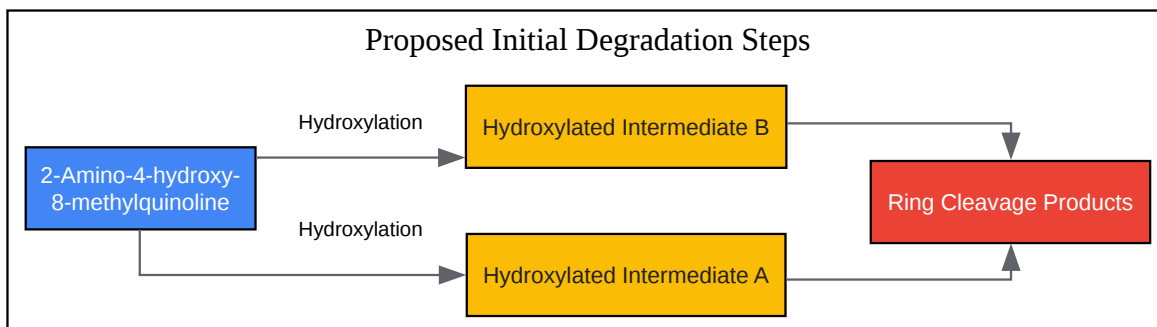 Proposed Initial Degradation Steps
Hydroxylation
Hydroxylated Intermediate B
2-Amino-4-hydroxy-
8-methylquinoline
Ring Cleavage Products
Hydroxylation
Hydroxylated Intermediate A